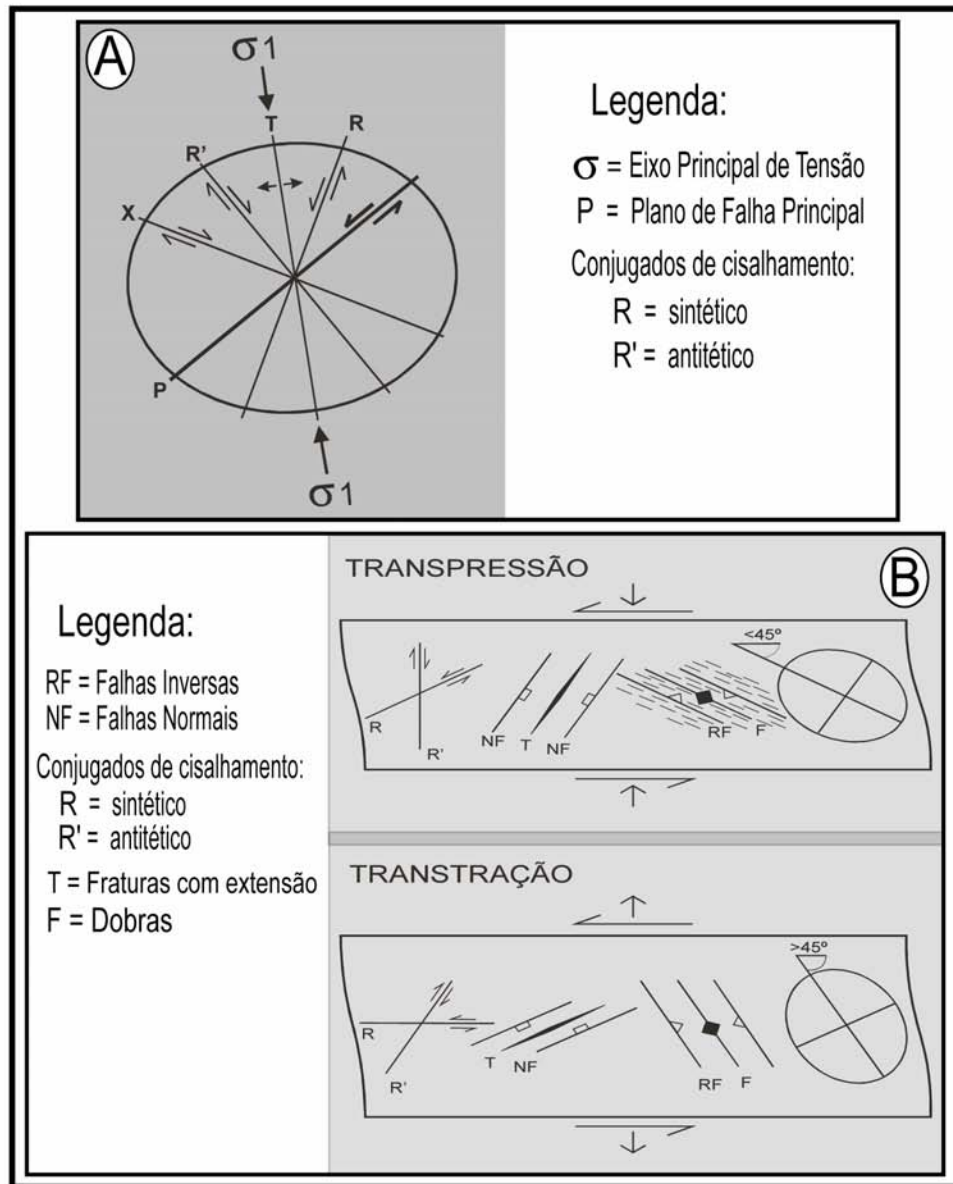 A
σ1
T
R
R'
X
P
σ1
Legenda:
σ = Eixo Principal de Tensão
P = Plano de Falha Principal
Conjugados de cisalhamento:
R = sintético
R' = antitético
B
Legenda:
RF = Falhas Inversas
NF = Falhas Normais
Conjugados de cisalhamento:
R = sintético
R' = antitético
T = Fraturas com extensão
F = Dobras
TRANSPRESSÃO
<45º
R
R'
NF
T
NF
RF
F
TRANSTRAÇÃO
>45º
R
R'
T
NF
RF
F